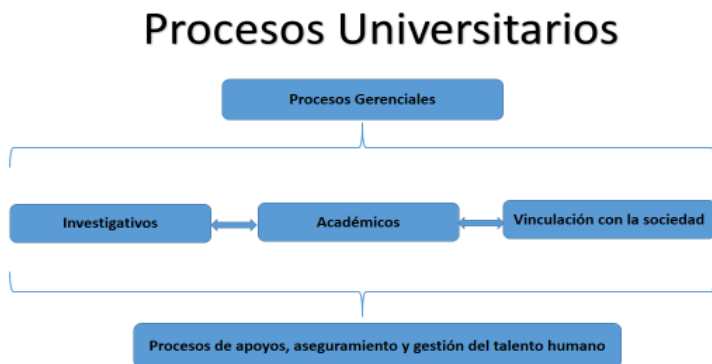 Procesos Universitarios
Procesos Gerenciales
Investigativos
Académicos
Vinculación con la sociedad
Procesos de apoyos, aseguramiento y gestión del talento humano